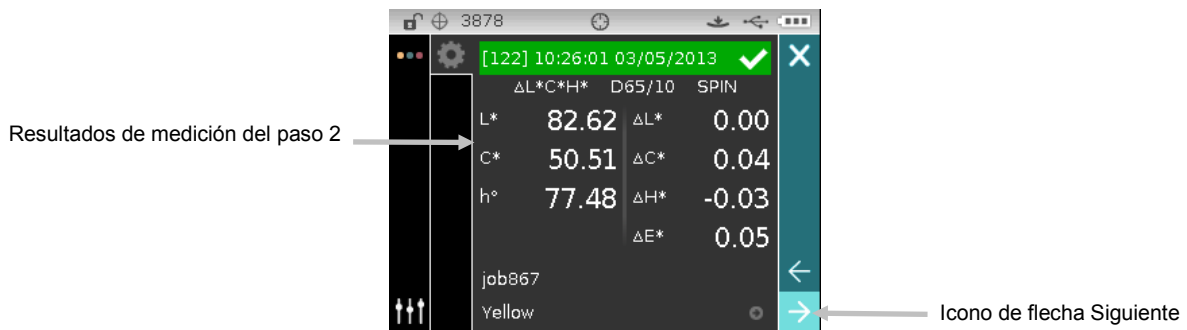 3878
[122] 10:26:01 03/05/2013
ΔL*C*H* D65/10 SPIN
L* 82.62 ΔL* 0.00
C* 50.51 ΔC* 0.04
h° 77.48 ΔH* -0.03
ΔE* 0.05
job867
Yellow
Resultados de medición del paso 2
Icono de flecha Siguiente